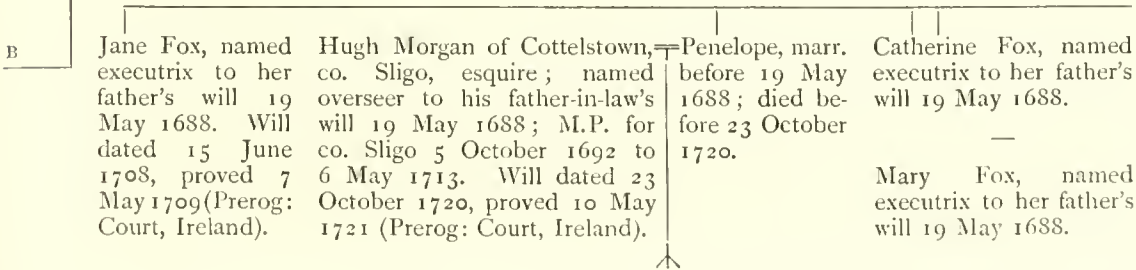 B
Jane Fox, named
executrix to her
father's will 19
May 1688. Will
dated 15 June
1708, proved 7
May 1709 (Prerog:
Court, Ireland).
Hugh Morgan of Cottelstown,
co. Sligo, esquire; named
overseer to his father-in-law's
will 19 May 1688; M.P. for
co. Sligo 5 October 1692 to
6 May 1713. Will dated 23
October 1720, proved 10 May
1721 (Prerog: Court, Ireland).
Penelope, marr.
before 19 May
1688; died be-
fore 23 October
1720.
Catherine Fox, named
executrix to her father's
will 19 May 1688.
—
Mary Fox, named
executrix to her father's
will 19 May 1688.